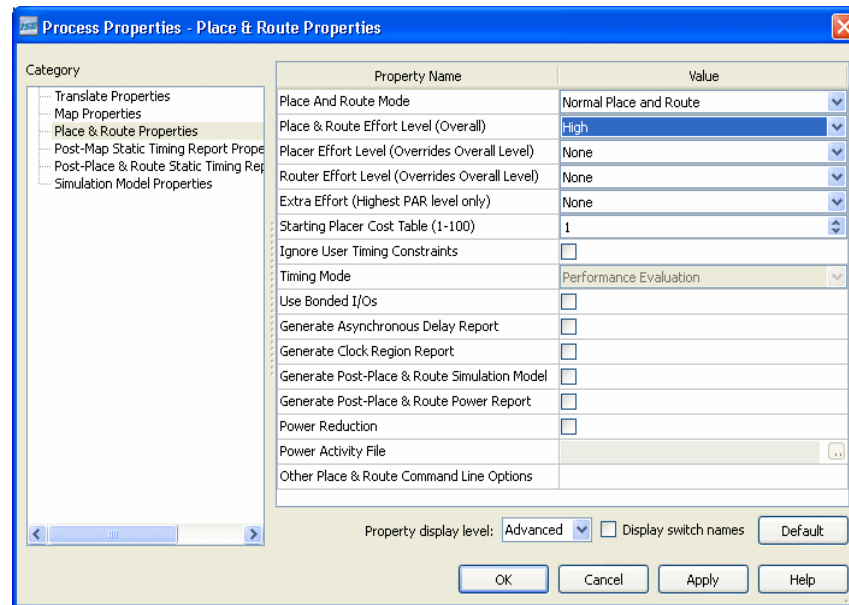 ISE Process Properties - Place & Route Properties
Category
Translate Properties
Map Properties
Place & Route Properties
Post-Map Static Timing Report Prope
Post-Place & Route Static Timing Rep
Simulation Model Properties
Property Name Value
Place And Route Mode Normal Place and Route
Place & Route Effort Level (Overall) High
Placer Effort Level (Overrides Overall Level) None
Router Effort Level (Overrides Overall Level) None
Extra Effort (Highest PAR level only) None
Starting Placer Cost Table (1-100) 1
Ignore User Timing Constraints
Timing Mode Performance Evaluation
Use Bonded I/Os
Generate Asynchronous Delay Report
Generate Clock Region Report
Generate Post-Place & Route Simulation Model
Generate Post-Place & Route Power Report
Power Reduction
Power Activity File ..
Other Place & Route Command Line Options
Property display level: Advanced Display switch names Default
OK Cancel Apply Help